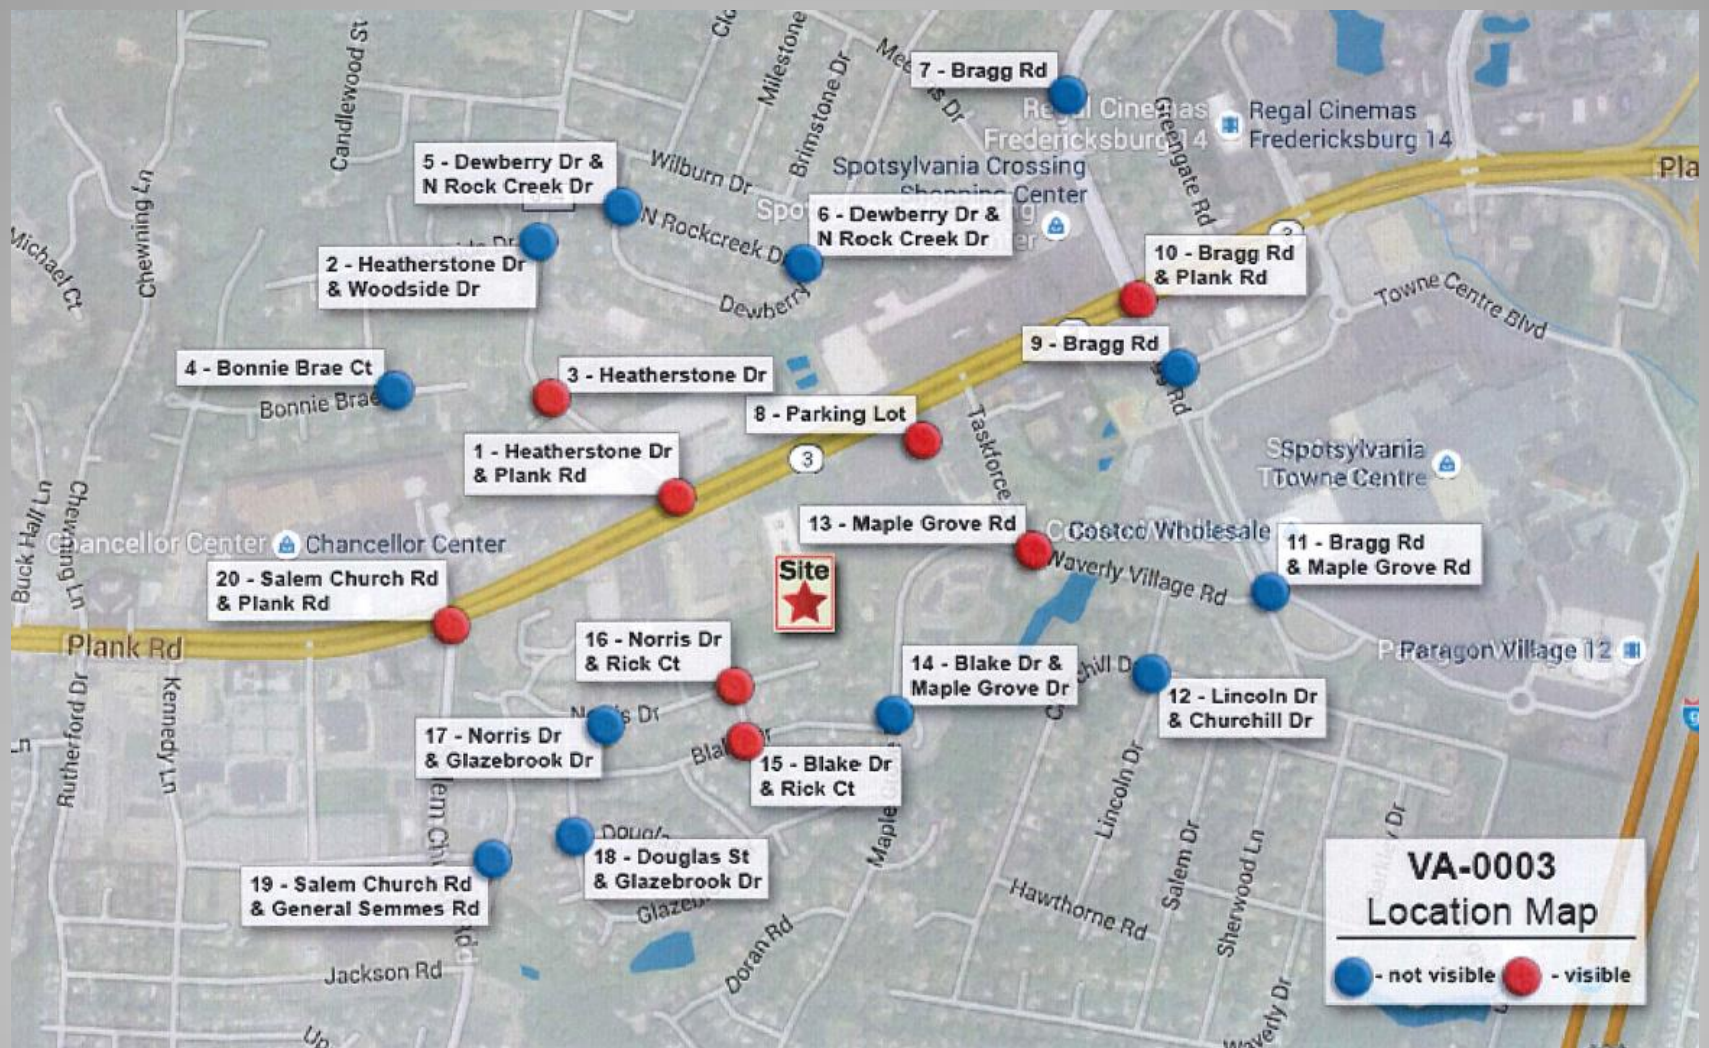 Candlewood St
Milestone
Brimstone Dr
7 - Bragg Rd
Greengate Rd
Regal Cinemas
Fredericksburg 14
Regal Cinemas
Fredericksburg 14
Chewning Ln
Michael Ct
5 - Dewberry Dr &
N Rock Creek Dr
Wilburn Dr
Spotsylvania Crossing
Shopping Center
N Rockcreek Dr
6 - Dewberry Dr &
N Rock Creek Dr
2 - Heatherstone Dr
& Woodside Dr
Dewberry
10 - Bragg Rd
& Plank Rd
3
Towne Centre Blvd
9 - Bragg Rd
4 - Bonnie Brae Ct
Bonnie Brae
3 - Heatherstone Dr
8 - Parking Lot
3
Taskforce
1 - Heatherstone Dr
& Plank Rd
Spotsylvania
Towne Centre
Buck Hall Ln
Chewning Ln
Chancellor Center
Chancellor Center
13 - Maple Grove Rd
Costco Wholesale
Waverly Village Rd
11 - Bragg Rd
& Maple Grove Rd
20 - Salem Church Rd
& Plank Rd
Site
Plank Rd
Paragon Village 12
16 - Norris Dr
& Rick Ct
14 - Blake Dr &
Maple Grove Dr
12 - Lincoln Dr
& Churchill Dr
Rutherford Dr
Kennedy Ln
17 - Norris Dr
& Glazebrook Dr
15 - Blake Dr
& Rick Ct
Lincoln Dr
Maple
Salem Dr
Sherwood Ln
18 - Douglas St
& Glazebrook Dr
19 - Salem Church Rd
& General Semmes Rd
Hawthorne Rd
Doran Rd
Jackson Rd
Waverly Dr
VA-0003
Location Map
- not visible
- visible